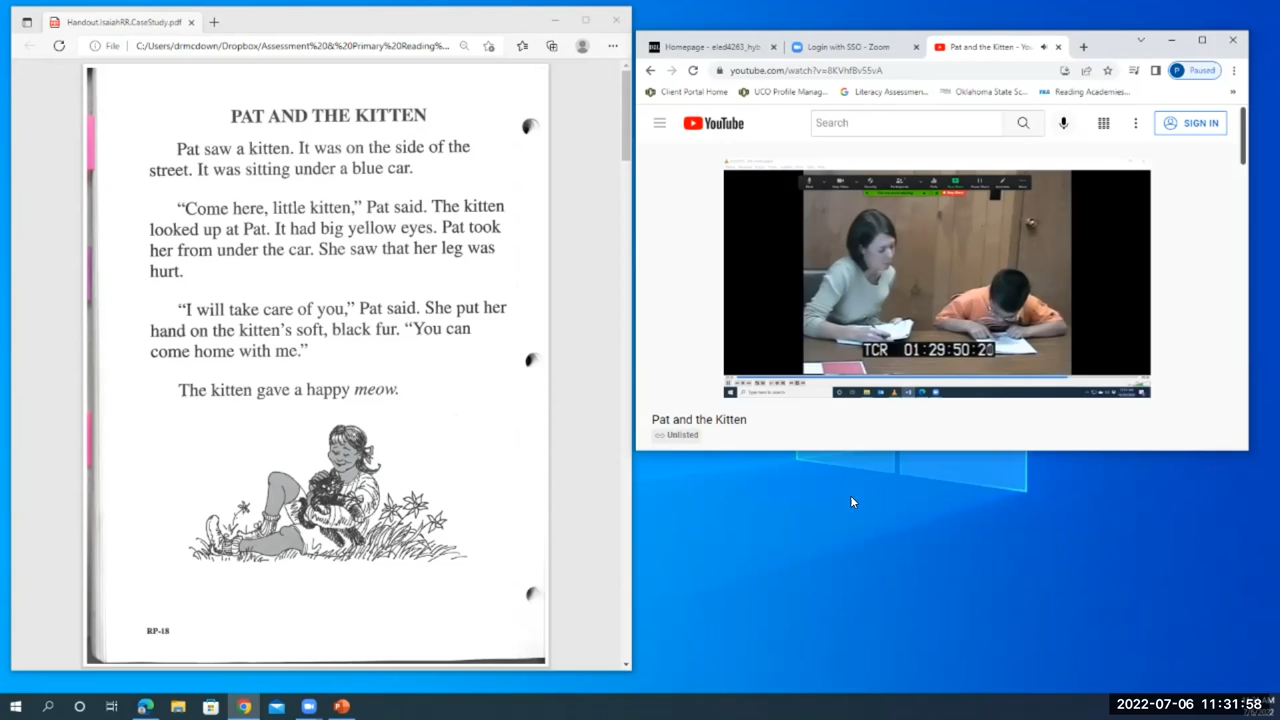 Handout.IsaiahRR.CaseStudy.pdf
File
C:/Users/drmcdown/Dropbox/Assessment%20&%20Primary%20Reading%...
PAT AND THE KITTEN
Pat saw a kitten. It was on the side of the
street. It was sitting under a blue car.
“Come here, little kitten,” Pat said. The kitten
looked up at Pat. It had big yellow eyes. Pat took
her from under the car. She saw that her leg was
hurt.
“I will take care of you,” Pat said. She put her
hand on the kitten’s soft, black fur. “You can
come home with me.”
The kitten gave a happy meow.
RP-18
Homepage - eled4263_hyb
Login with SSO - Zoom
Pat and the Kitten - You
youtube.com/watch?v=8KVhfBv55vA
P Paused
Client Portal Home
UCO Profile Manag...
Literacy Assessmen...
Oklahoma State Sc...
Reading Academies...
YouTube
Search
SIGN IN
TCR 01:29:50:20
Pat and the Kitten
Unlisted
2022-07-06 11:31:58